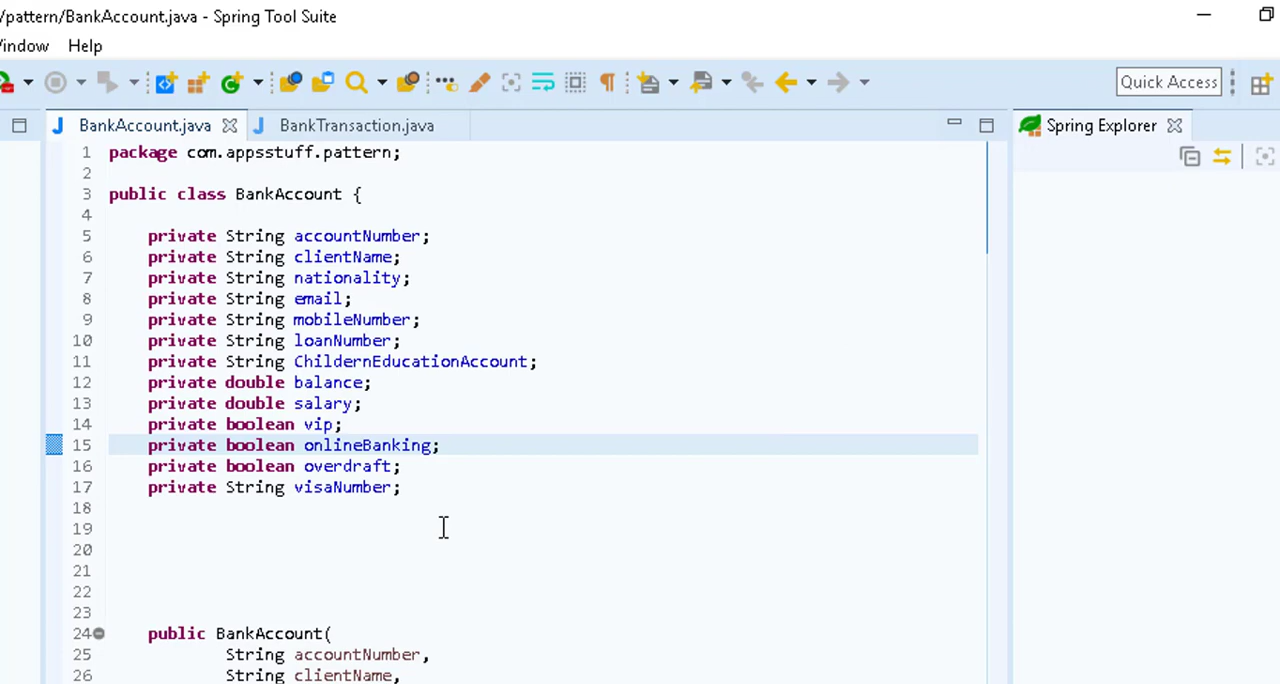 /pattern/BankAccount.java - Spring Tool Suite
Window Help
Quick Access
BankAccount.java
BankTransaction.java
Spring Explorer
1 package com.appsstuff.pattern;
2
3 public class BankAccount {
4
5 private String accountNumber;
6 private String clientName;
7 private String nationality;
8 private String email;
9 private String mobileNumber;
10 private String loanNumber;
11 private String ChildernEducationAccount;
12 private double balance;
13 private double salary;
14 private boolean vip;
15 private boolean onlineBanking;
16 private boolean overdraft;
17 private String visaNumber;
18
19
20
21
22
23
24 public BankAccount(
25 String accountNumber,
26 String clientName,